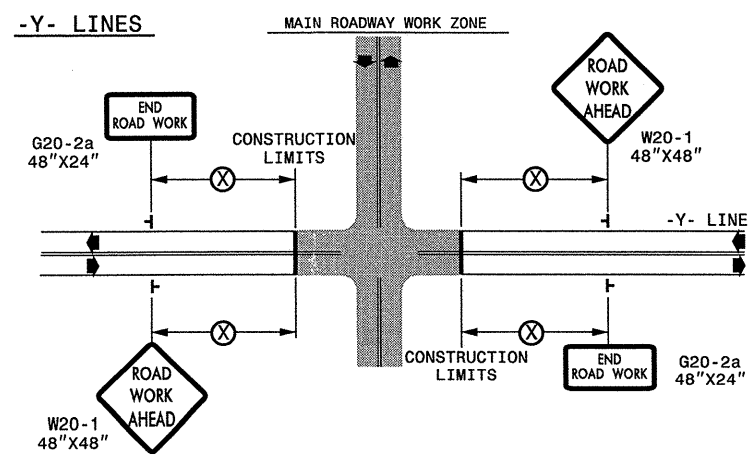 -Y- LINES
MAIN ROADWAY WORK ZONE
END
ROAD WORK
G20-2a
48"X24"
CONSTRUCTION
LIMITS
ROAD
WORK
AHEAD
W20-1
48"X48"
X
X
-Y- LINE
X
X
ROAD
WORK
AHEAD
W20-1
48"X48"
CONSTRUCTION
LIMITS
END
ROAD WORK
G20-2a
48"X24"